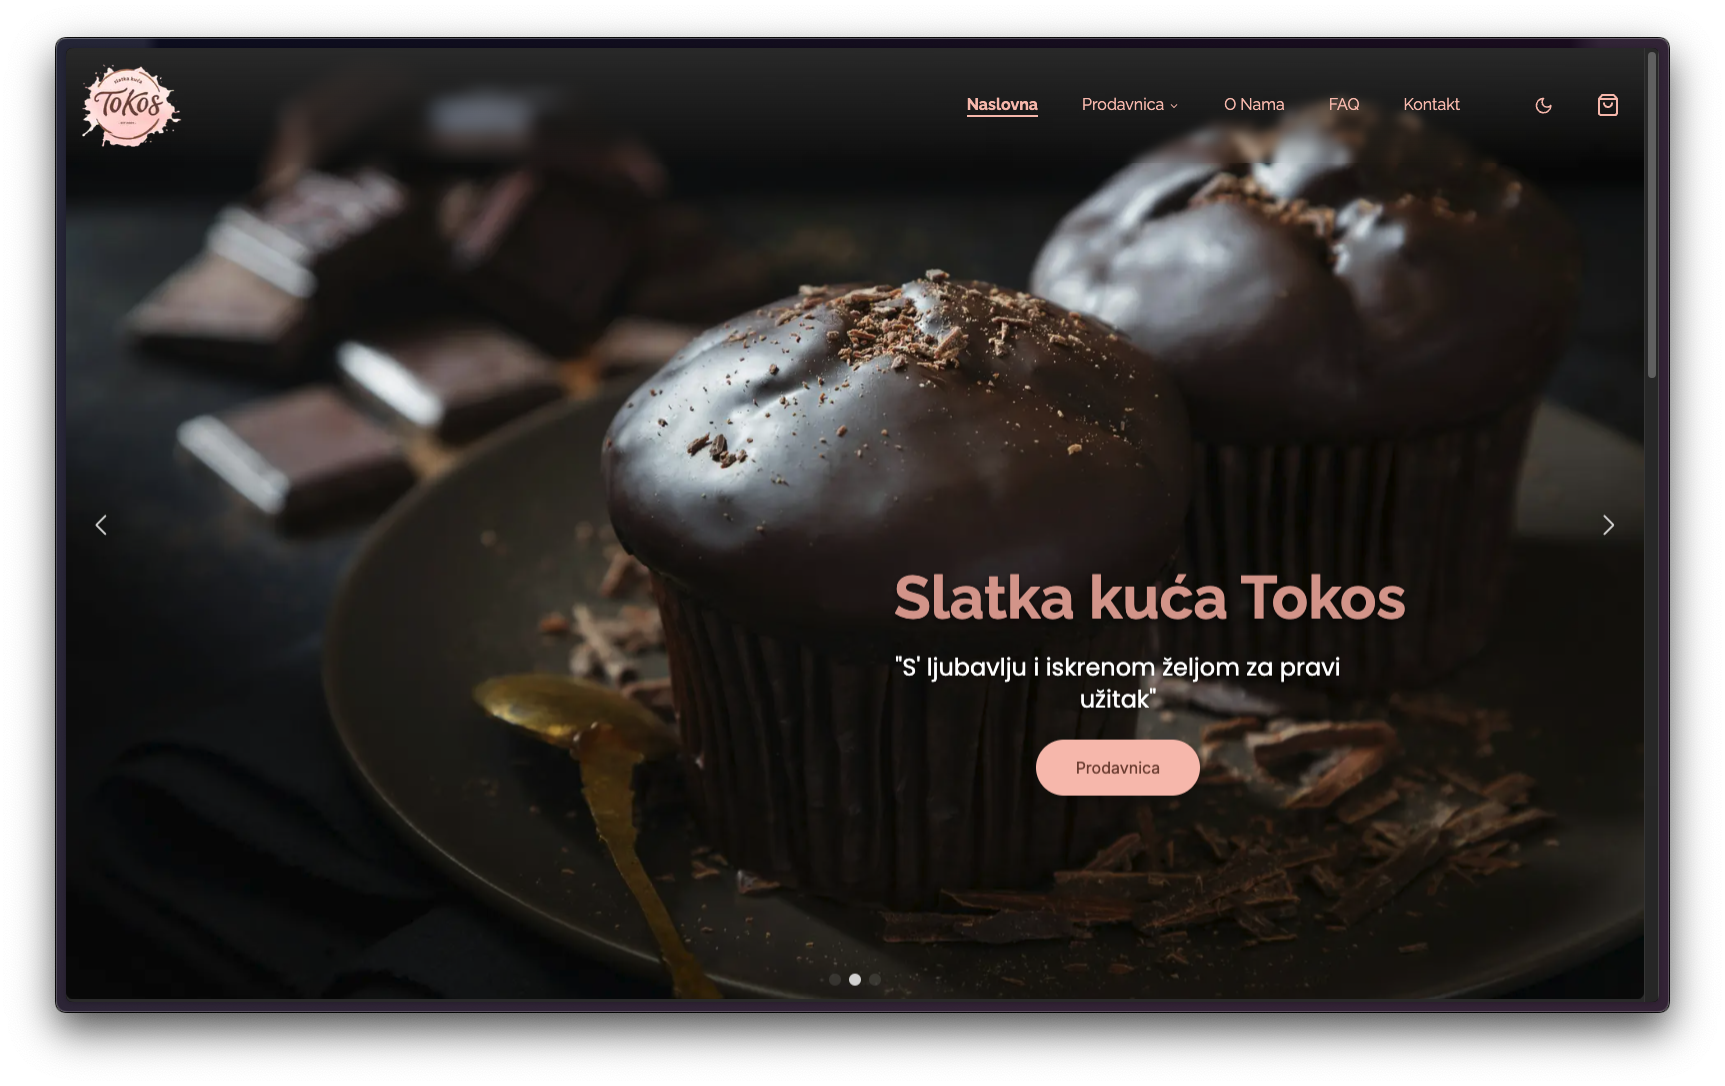 slatka kuća
Tokos
Naslovna
Prodavnica
O Nama
FAQ
Kontakt
Slatka kuća Tokos
"S' ljubavlju i iskrenom željom za pravi
užitak"
Prodavnica